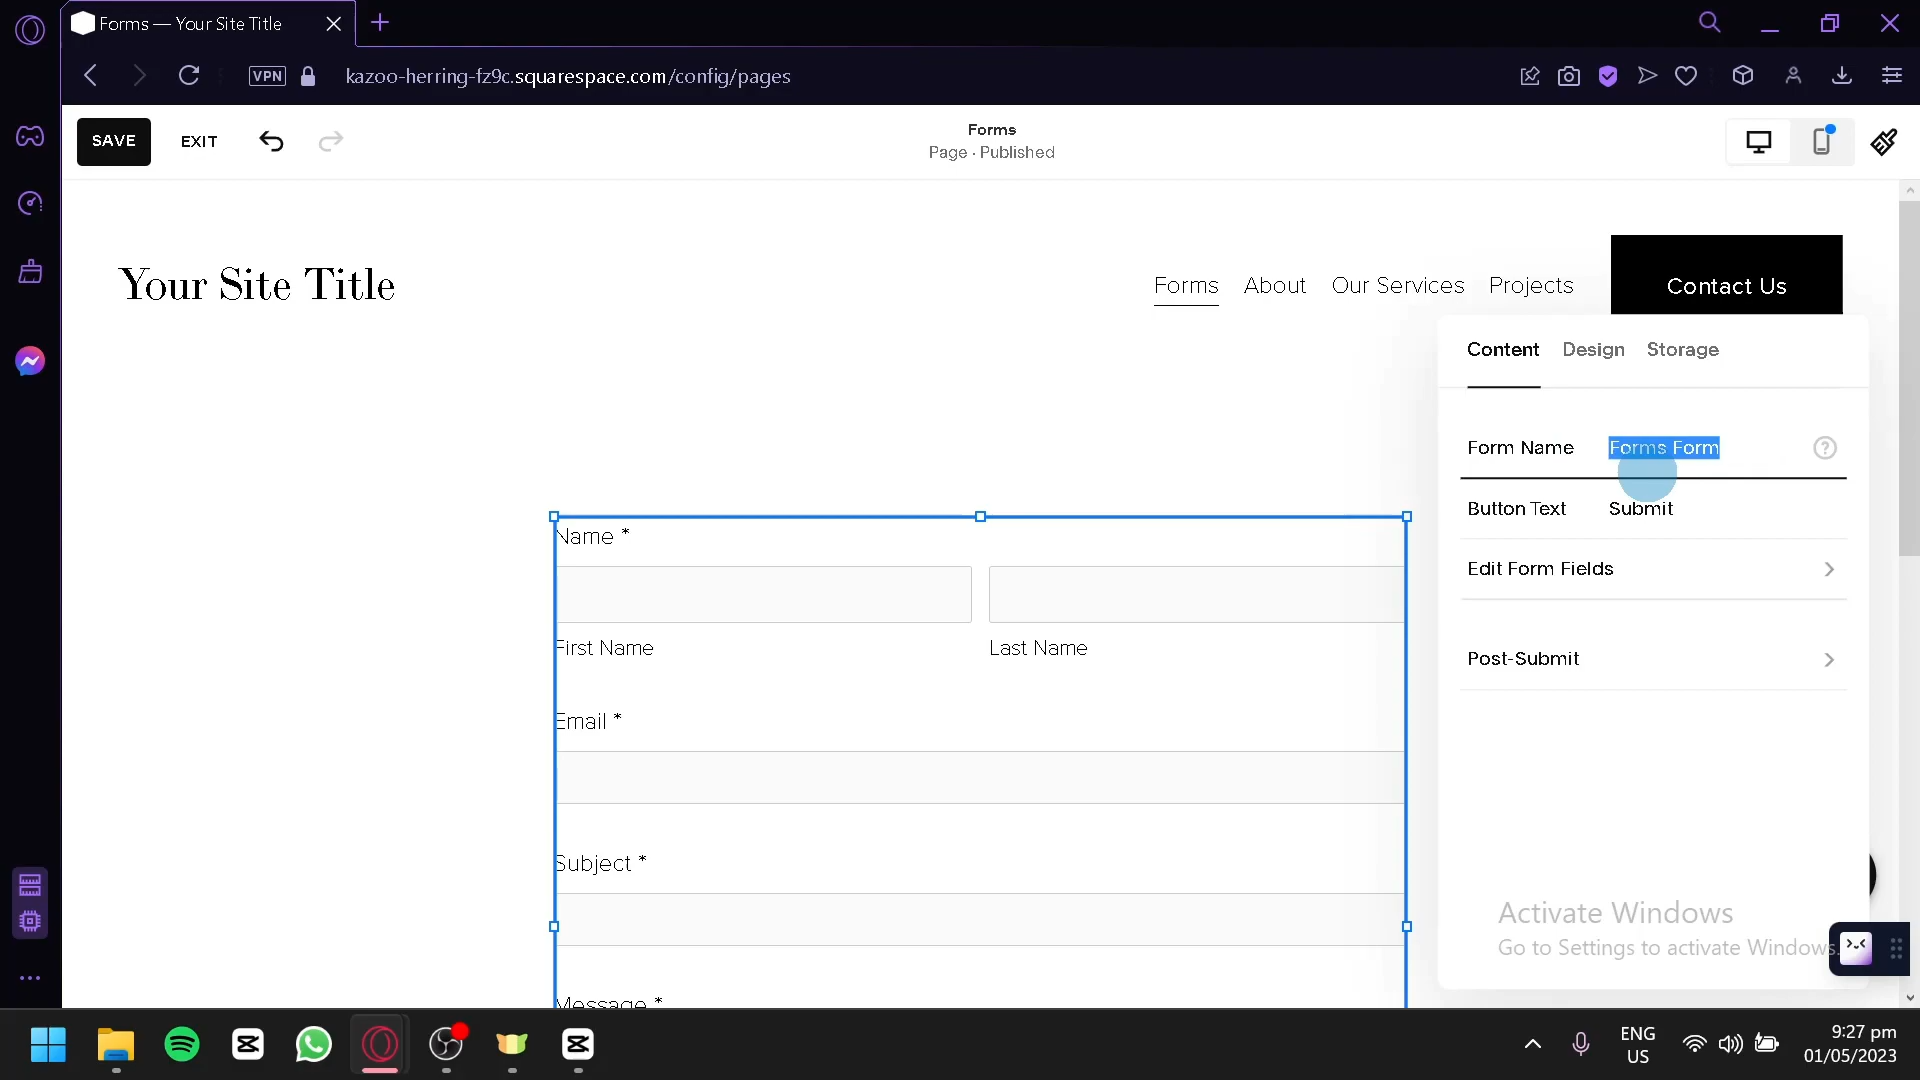 Forms — Your Site Title
VPN
kazoo-herring-fz9c.squarespace.com/config/pages
SAVE
EXIT
Forms
Page · Published
Your Site Title
Forms
About
Our Services
Projects
Contact Us
Content
Design
Storage
Form Name
Forms Form
Button Text
Submit
Edit Form Fields
Post-Submit
Name *
First Name
Last Name
Email *
Subject *
Message *
Activate Windows
Go to Settings to activate Windows.
ENG
US
9:27 pm
01/05/2023